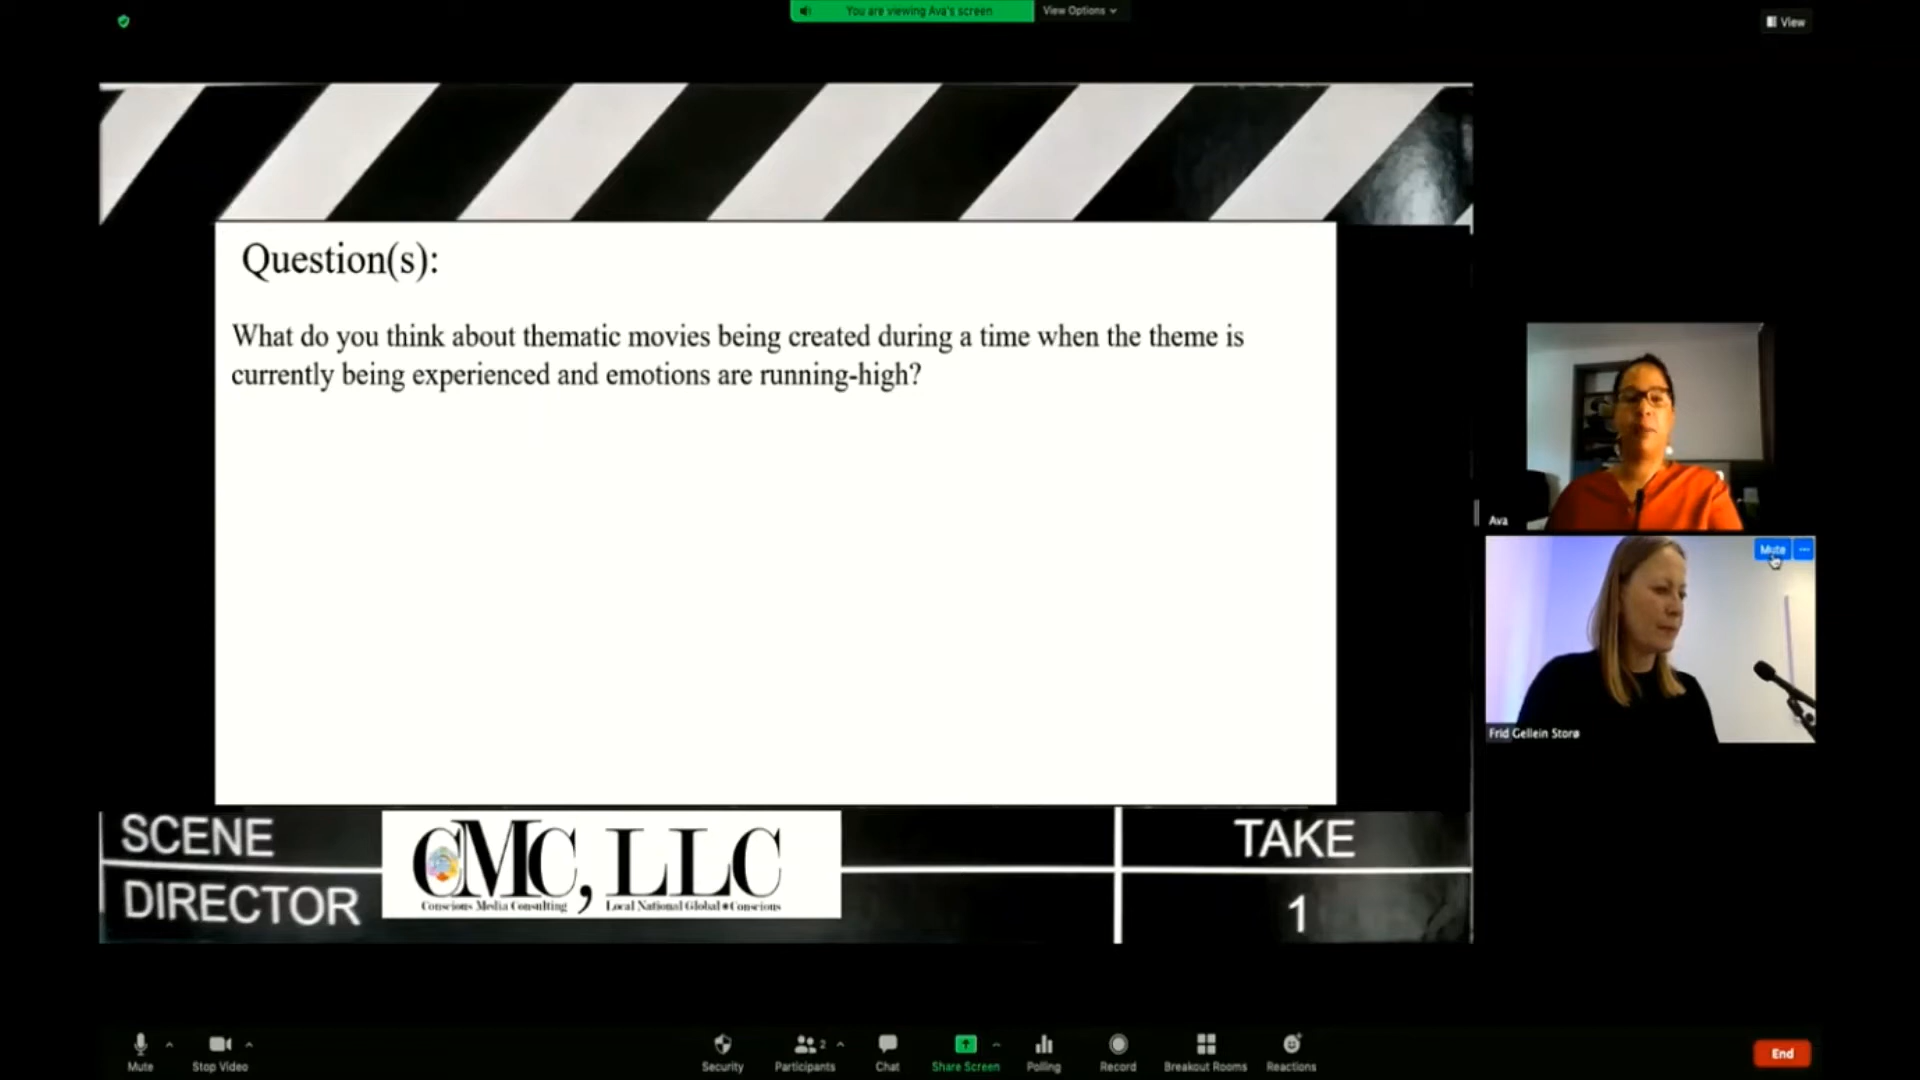 You are viewing Ava's screen
View Options
View
Question(s):
What do you think about thematic movies being created during a time when the theme is
currently being experienced and emotions are running-high?
Ava
Mute
Frid Gellein Storø
SCENE
TAKE
DIRECTOR
CMC, LLC
Conscious Media Consulting
Local National Global Conscious
1
Mute
Stop Video
Security
Participants
2
Chat
Share Screen
Polling
Record
Breakout Rooms
Reactions
End